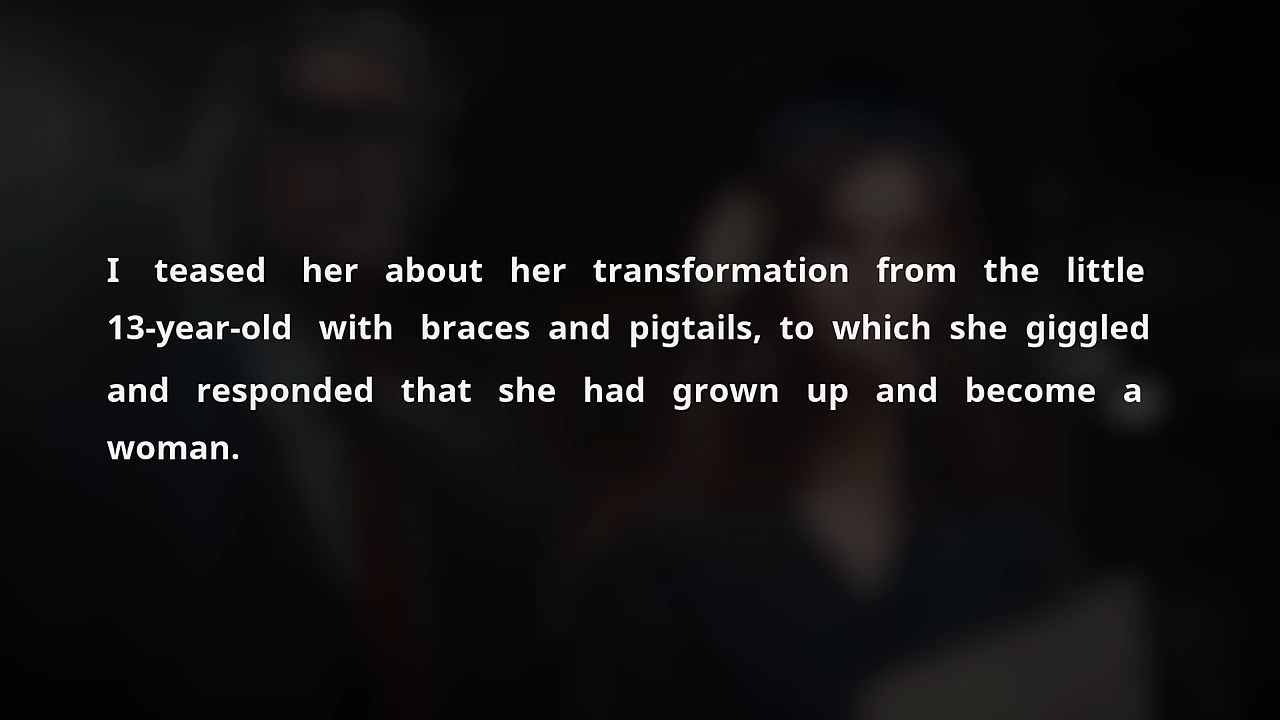 I teased her about her transformation from the little
13-year-old with braces and pigtails, to which she giggled
and responded that she had grown up and become a
woman.